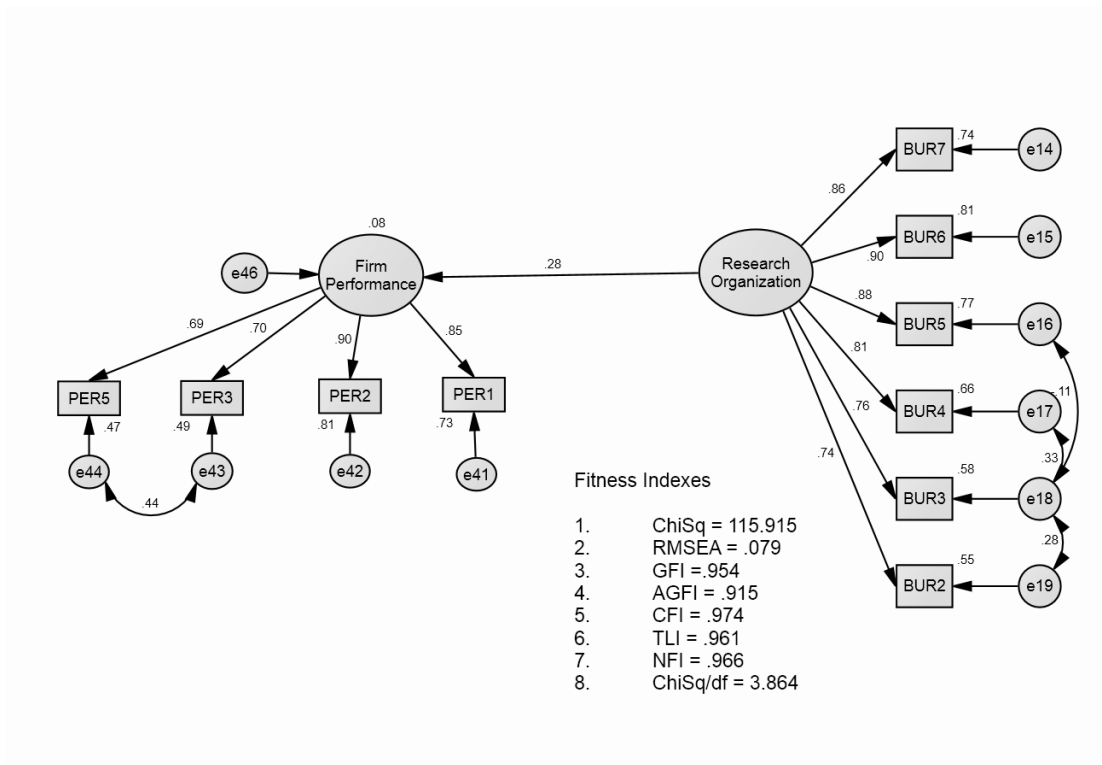 .74
BUR7
e14
.86
.81
BUR6
e15
.90
.08
Firm
Performance
e46
.28
Research
Organization
.88
.77
BUR5
e16
.69
.70
.90
.85
.81
.66
BUR4
e17
-.11
PER5
PER3
PER2
PER1
.47
.49
.81
.73
.76
.33
.74
.58
BUR3
e18
e44
e43
e42
e41
.44
.28
.55
BUR2
e19
Fitness Indexes
1. ChiSq = 115.915
2. RMSEA = .079
3. GFI =.954
4. AGFI = .915
5. CFI = .974
6. TLI = .961
7. NFI = .966
8. ChiSq/df = 3.864